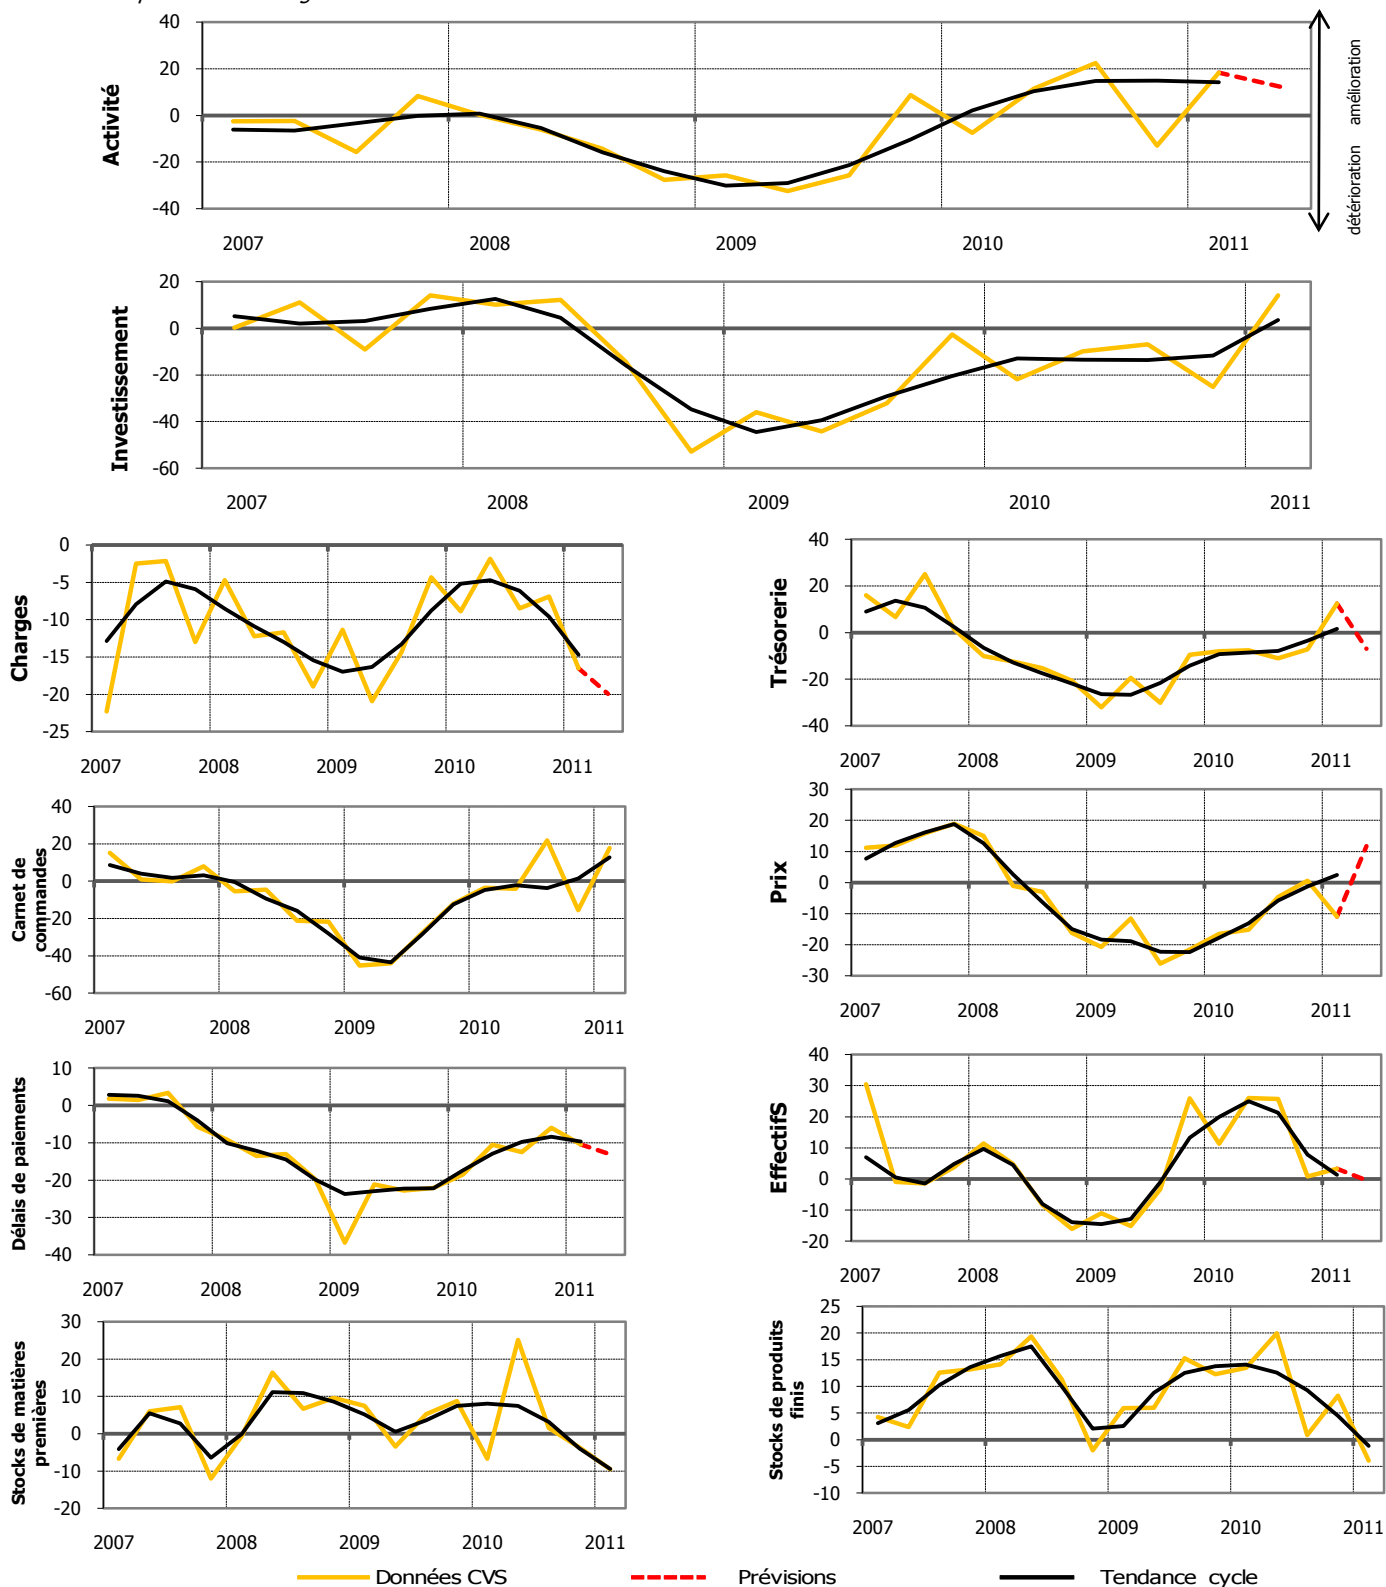 Activité
40
20
0
-20
-40
2007 2008 2009 2010 2011
détérioration amélioration
Investissement
20
0
-20
-40
-60
2007 2008 2009 2010 2011
Charges
0
-5
-10
-15
-20
-25
2007 2008 2009 2010 2011
Trésorerie
40
20
0
-20
-40
2007 2008 2009 2010 2011
Carnet de
commandes
40
20
0
-20
-40
-60
2007 2008 2009 2010 2011
Prix
30
20
10
0
-10
-20
-30
2007 2008 2009 2010 2011
Délais de paiements
10
0
-10
-20
-30
-40
2007 2008 2009 2010 2011
EffectifS
40
30
20
10
0
-10
-20
2007 2008 2009 2010 2011
Stocks de matières
premières
30
20
10
0
-10
-20
2007 2008 2009 2010 2011
Stocks de produits
finis
25
20
15
10
5
0
-5
-10
2007 2008 2009 2010 2011
Données CVS Prévisions Tendance cycle